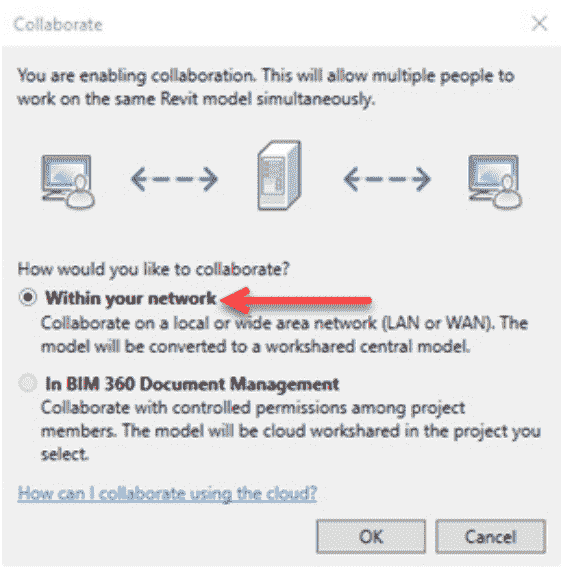 Collaborate
You are enabling collaboration. This will allow multiple people to
work on the same Revit model simultaneously.
How would you like to collaborate?
Within your network
Collaborate on a local or wide area network (LAN or WAN). The
model will be converted to a workshared central model.
In BIM 360 Document Management
Collaborate with controlled permissions among project
members. The model will be cloud workshared in the project you
select.
How can I collaborate using the cloud?
OK
Cancel